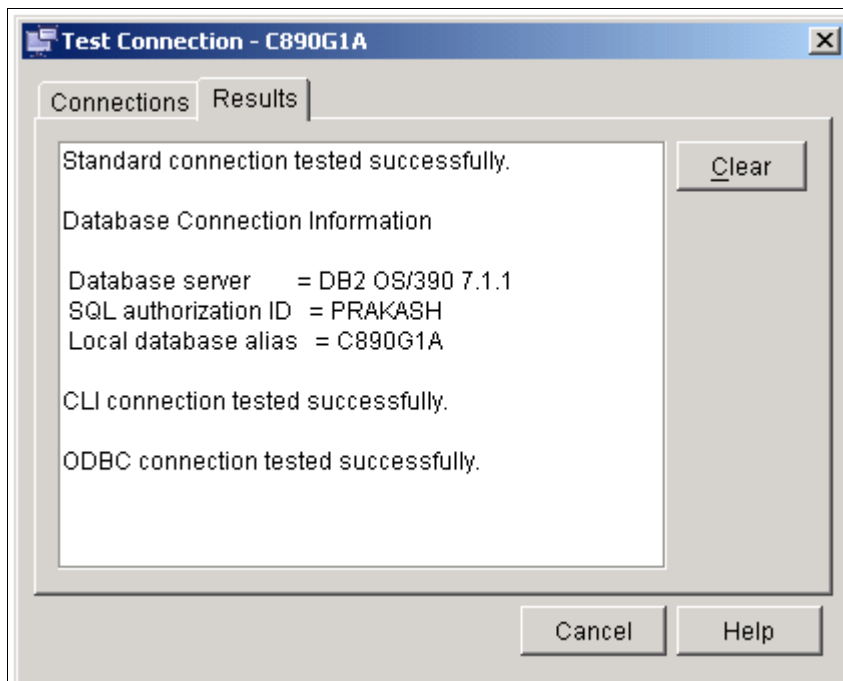 Test Connection - C890G1A
Connections Results
Standard connection tested successfully.
Clear
Database Connection Information
Database server = DB2 OS/390 7.1.1
SQL authorization ID = PRAKASH
Local database alias = C890G1A
CLI connection tested successfully.
ODBC connection tested successfully.
Cancel Help